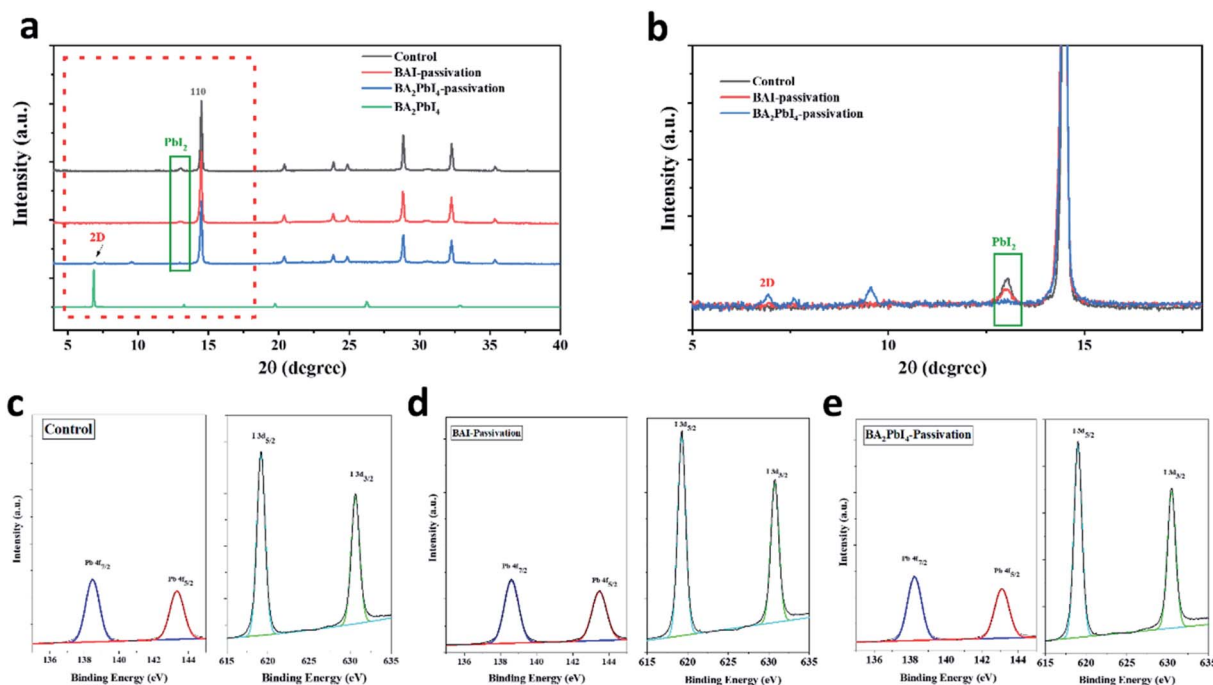 a
Intensity (a.u.)
Control
BAI-passivation
BA₂PbI₄-passivation
BA₂PbI₄
110
PbI₂
2D
5 10 15 20 25 30 35 40
2θ (degree)
b
Intensity (a.u.)
Control
BAI-passivation
BA₂PbI₄-passivation
PbI₂
2D
5 10 15
2θ (degree)
c
Control
Intensity (a.u.)
Pb 4f₇/₂
Pb 4f₅/₂
136 138 140 142 144
Binding Energy (eV)
I 3d₅/₂
I 3d₃/₂
615 620 625 630 635
Binding Energy (eV)
d
BAI-Passivation
Intensity (a.u.)
Pb 4f₇/₂
Pb 4f₅/₂
136 138 140 142 144
Binding Energy (eV)
Intensity (a.u.)
I 3d₅/₂
I 3d₃/₂
615 620 625 630 635
Binding Energy (eV)
e
BA₂PbI₄-Passivation
Intensity (a.u.)
Pb 4f₇/₂
Pb 4f₅/₂
136 138 140 142 144
Binding Energy (eV)
I 3d₅/₂
I 3d₃/₂
615 620 625 630 635
Binding Energy (eV)